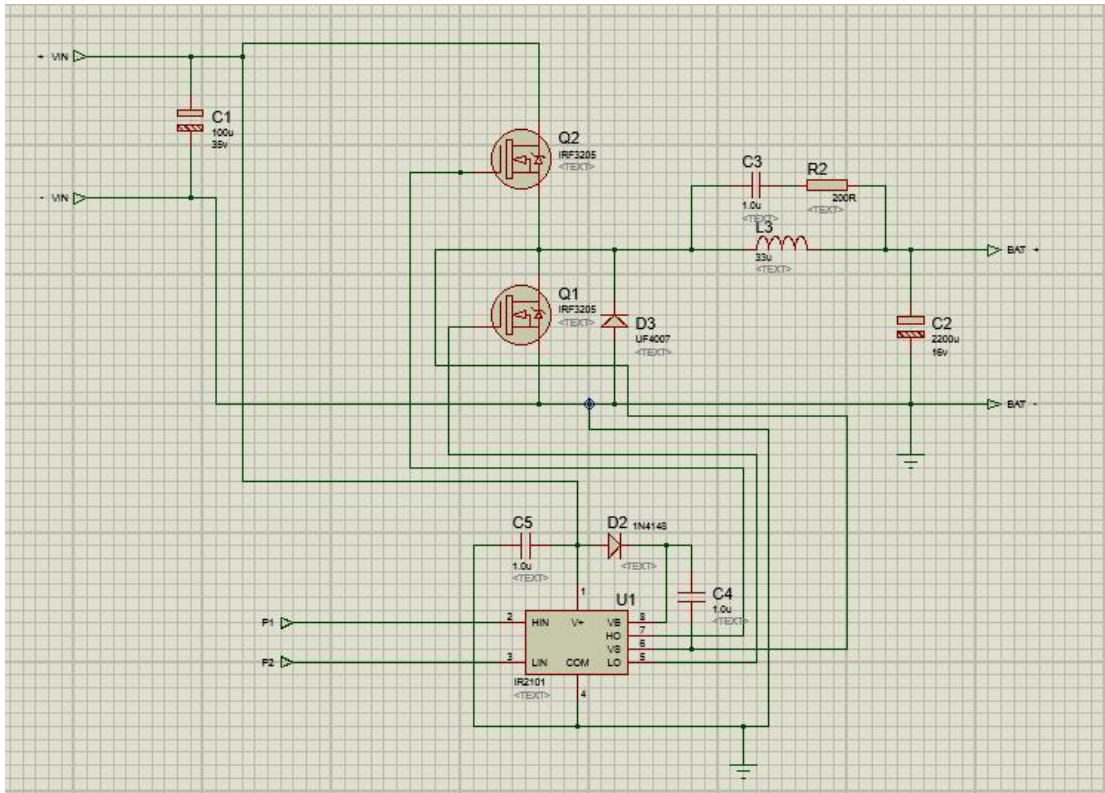 + VIN
C1
100u
35v
- VIN
Q2
IRF3205
<TEXT>
C3
1.0u
<TEXT>
R2
200R
<TEXT>
L3
33u
<TEXT>
BAT +
Q1
IRF3205
<TEXT>
D3
UF4007
<TEXT>
C2
2200u
16v
BAT -
C5
1.0u
<TEXT>
D2 1N4148
<TEXT>
C4
1.0u
<TEXT>
U1
1
P1
2 HIN V+ VB 8
HO 7
VS 6
P2
3 LIN COM LO 5
IR2101
<TEXT>
4